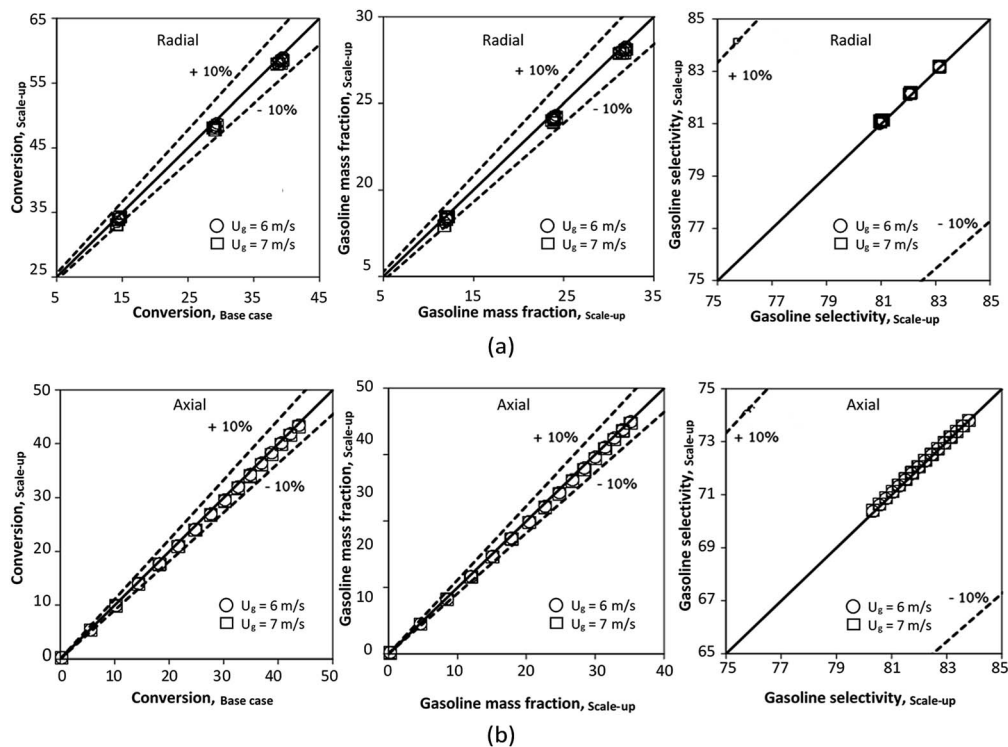 65
55
45
35
25
Conversion, Scale-up
Radial
+ 10%
- 10%
Ug = 6 m/s
Ug = 7 m/s
5 15 25 35 45
Conversion, Base case
30
20
10
5
Gasoline mass fraction, Scale-up
Radial
+ 10%
- 10%
Ug = 6 m/s
Ug = 7 m/s
5 15 25 35
Gasoline mass fraction, Scale-up
85
83
81
79
77
75
Gasoline selectivity, Scale-up
Radial
+ 10%
- 10%
Ug = 6 m/s
Ug = 7 m/s
75 77 79 81 83 85
Gasoline selectivity, Scale-up
(a)
50
40
30
20
10
0
Conversion, Scale-up
Axial
+ 10%
- 10%
Ug = 6 m/s
Ug = 7 m/s
0 10 20 30 40 50
Conversion, Base case
50
40
30
20
10
0
Gasoline mass fraction, Scale-up
Axial
+ 10%
- 10%
Ug = 6 m/s
Ug = 7 m/s
0 10 20 30 40
Gasoline mass fraction, Scale-up
75
73
71
69
67
65
Gasoline selectivity, Scale-up
Axial
+ 10%
- 10%
Ug = 6 m/s
Ug = 7 m/s
75 77 79 81 83 85
Gasoline selectivity, Scale-up
(b)